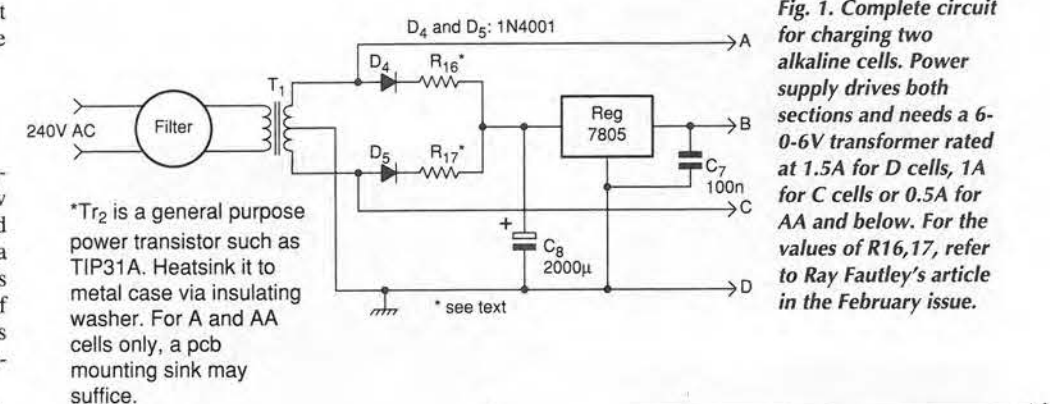 t
e
D4 and D5: 1N4001
A
D4
R16*
T1
240V AC
Filter
Reg
7805
B
D5
R17*
C7
100n
C
+
C8
2000µ
D
* see text
*Tr2 is a general purpose
power transistor such as
TIP31A. Heatsink it to
metal case via insulating
washer. For A and AA
cells only, a pcb
mounting sink may
suffice.
Fig. 1. Complete circuit
for charging two
alkaline cells. Power
supply drives both
sections and needs a 6-
0-6V transformer rated
at 1.5A for D cells, 1A
for C cells or 0.5A for
AA and below. For the
values of R16,17, refer
to Ray Fautley's article
in the February issue.